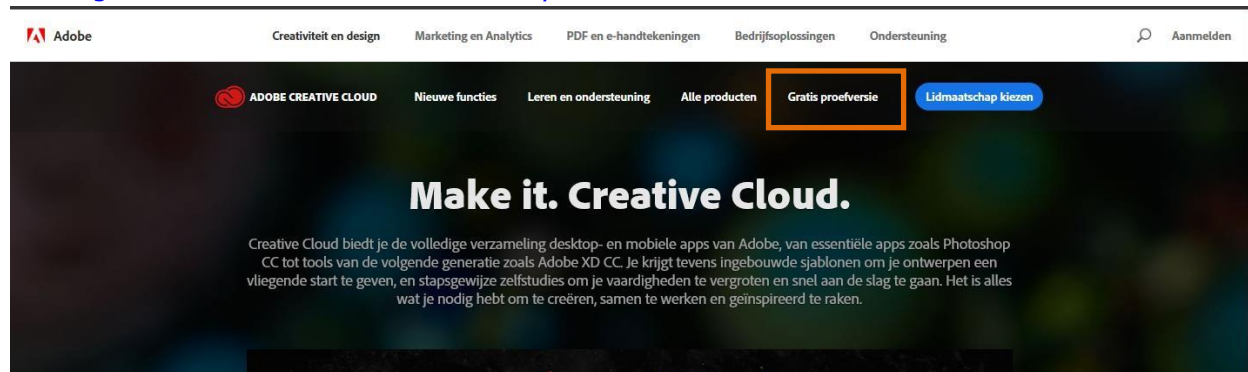 Adobe
Creativiteit en design
Marketing en Analytics
PDF en e-handtekeningen
Bedrijfsoplossingen
Ondersteuning
Aanmelden
ADOBE CREATIVE CLOUD
Nieuwe functies
Leren en ondersteuning
Alle producten
Gratis proefversie
Lidmaatschap kiezen
Make it. Creative Cloud.
Creative Cloud biedt je de volledige verzameling desktop- en mobiele apps van Adobe, van essentiële apps zoals Photoshop
CC tot tools van de volgende generatie zoals Adobe XD CC. Je krijgt tevens ingebouwde sjablonen om je ontwerpen een
vliegende start te geven, en stapsgewijze zelfstudies om je vaardigheden te vergroten en snel aan de slag te gaan. Het is alles
wat je nodig hebt om te creëren, samen te werken en geïnspireerd te raken.